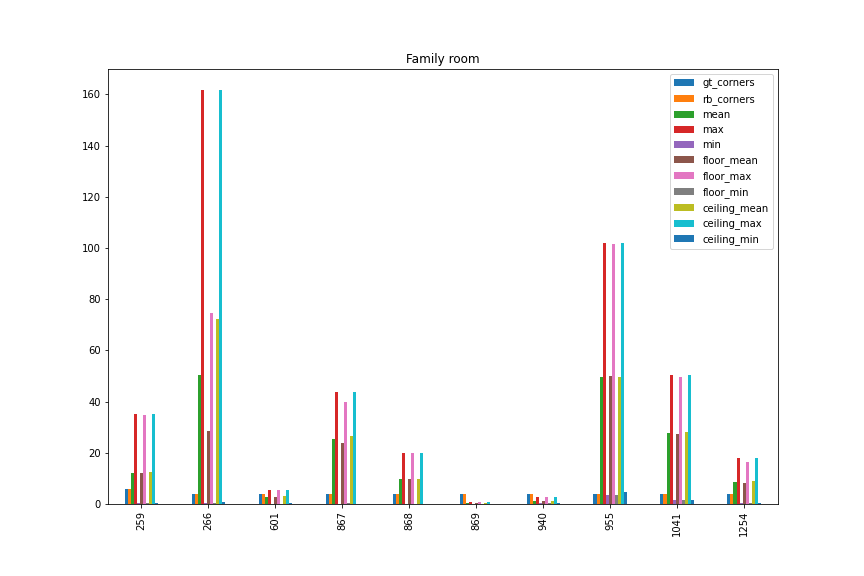 Family room
160
140
120
100
80
60
40
20
0
gt_corners
rb_corners
mean
max
min
floor_mean
floor_max
floor_min
ceiling_mean
ceiling_max
ceiling_min
259
266
601
867
868
869
940
955
1041
1254